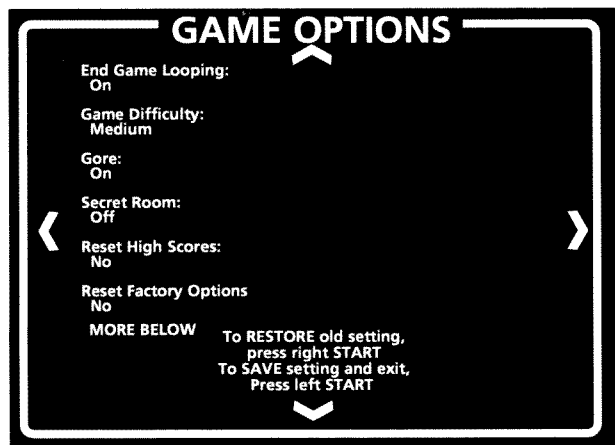 GAME OPTIONS
End Game Looping:
On
Game Difficulty:
Medium
Gore:
On
Secret Room:
Off
Reset High Scores:
No
Reset Factory Options
No
MORE BELOW
To RESTORE old setting,
press right START
To SAVE setting and exit,
Press left START